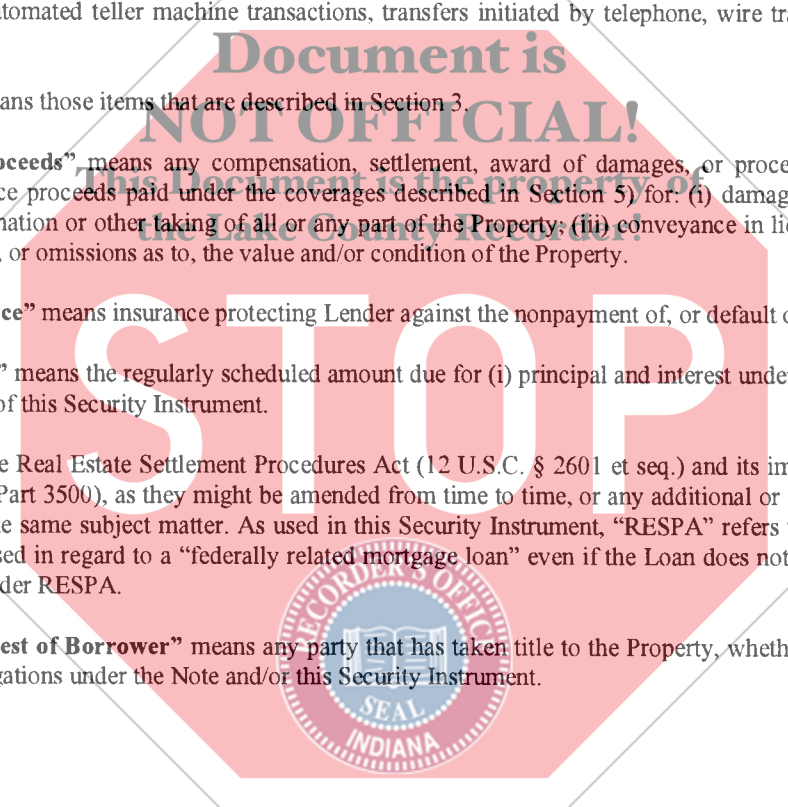 tomated teller machine transactions, transfers initiated by telephone, wire tra
Document is
ans those items that are described in Section 3.
NOT OFFICIAL!
oceeds” means any compensation, settlement, award of damages, or procee
This Document is the property of
ce proceeds paid under the coverages described in Section 5) for: (i) damag
nation or other taking of all or any part of the Property; (iii) conveyance in lie
the Lake County Recorder!
, or omissions as to, the value and/or condition of the Property.
ce” means insurance protecting Lender against the nonpayment of, or default o
” means the regularly scheduled amount due for (i) principal and interest unde
of this Security Instrument.
STOP
e Real Estate Settlement Procedures Act (12 U.S.C. § 2601 et seq.) and its im
Part 3500), as they might be amended from time to time, or any additional or
e same subject matter. As used in this Security Instrument, “RESPA” refers
sed in regard to a “federally related mortgage loan” even if the Loan does not
der RESPA.
RECORDER'S OFFICE
est of Borrower” means any party that has taken title to the Property, wheth
gations under the Note and/or this Security Instrument.
SEAL
INDIANA